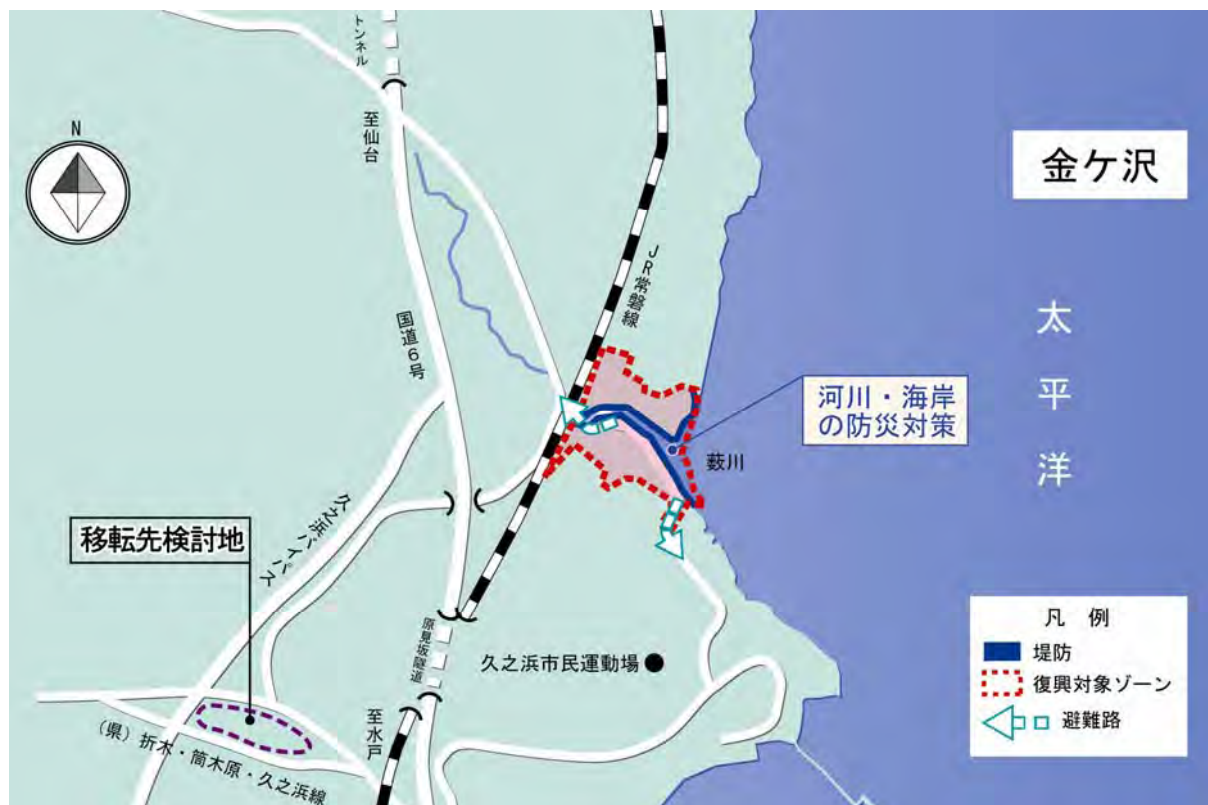 トンネル
至仙台
N
金ケ沢
JR常磐線
太平洋
国道6号
河川・海岸
の防災対策
薮川
移転先検討地
久之浜バイパス
原見坂隧道
久之浜市民運動場
凡 例
堤防
復興対象ゾーン
避難路
至水戸
(県)折木・筒木原・久之浜線